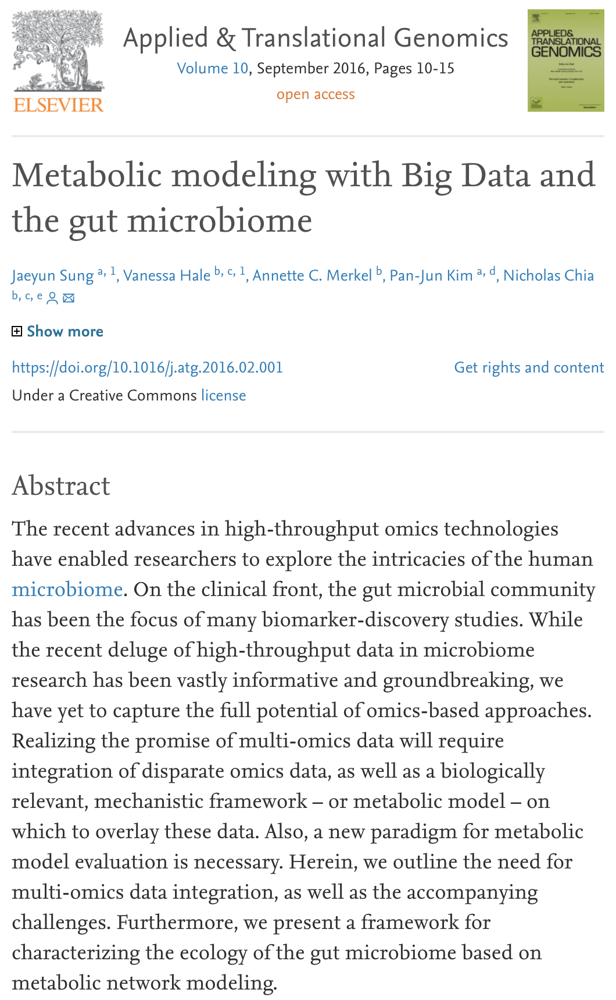 ELSEVIER
Applied & Translational Genomics
Volume 10, September 2016, Pages 10-15
open access
APPLIED&
TRANSLATIONAL
GENOMICS
Metabolic modeling with Big Data and
the gut microbiome
Jaeyun Sung a, 1, Vanessa Hale b, c, 1, Annette C. Merkel b, Pan-Jun Kim a, d, Nicholas Chia
b, c, e
Show more
https://doi.org/10.1016/j.atg.2016.02.001 Get rights and content
Under a Creative Commons license
Abstract
The recent advances in high-throughput omics technologies
have enabled researchers to explore the intricacies of the human
microbiome. On the clinical front, the gut microbial community
has been the focus of many biomarker-discovery studies. While
the recent deluge of high-throughput data in microbiome
research has been vastly informative and groundbreaking, we
have yet to capture the full potential of omics-based approaches.
Realizing the promise of multi-omics data will require
integration of disparate omics data, as well as a biologically
relevant, mechanistic framework – or metabolic model – on
which to overlay these data. Also, a new paradigm for metabolic
model evaluation is necessary. Herein, we outline the need for
multi-omics data integration, as well as the accompanying
challenges. Furthermore, we present a framework for
characterizing the ecology of the gut microbiome based on
metabolic network modeling.